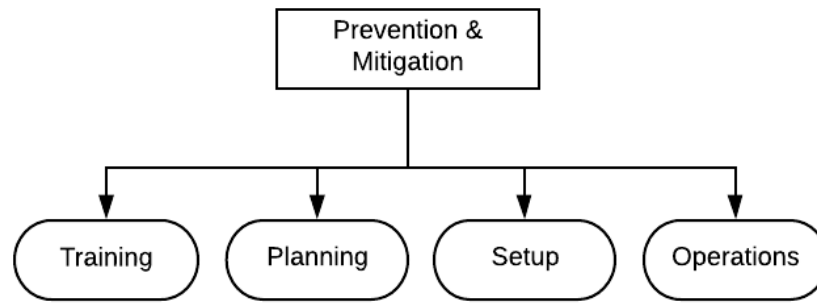 Prevention &
Mitigation
Training
Planning
Setup
Operations